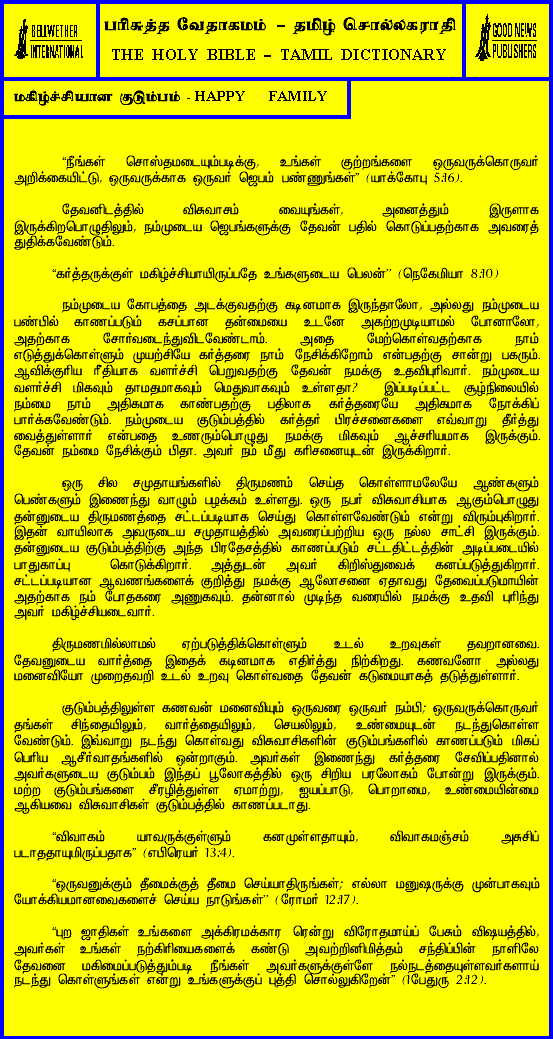 BELLWETHER
INTERNATIONAL
பரிசுத்த வேதாகமம் – தமிழ் சொல்லகராதி
THE HOLY BIBLE – TAMIL DICTIONARY
GOOD NEWS
PUBLISHERS
மகிழ்ச்சியான குடும்பம் - HAPPY FAMILY
“நீங்கள் சொஸ்தமடையும்படிக்கு, உங்கள் குற்றங்களை ஒருவருக்கொருவர்
அறிக்கையிட்டு, ஒருவருக்காக ஒருவர் ஜெபம் பண்ணுங்கள்” (யாக்கோபு 5:16).
தேவனிடத்தில் விசுவாசம் வையுங்கள், அனைத்தும் இருளாக
இருக்கிறபொழுதிலும், நம்முடைய ஜெபங்களுக்கு தேவன் பதில் கொடுப்பதற்காக அவரைத்
துதிக்கவேண்டும்.
“கர்த்தருக்குள் மகிழ்ச்சியாயிருப்பதே உங்களுடைய பெலன்” (நெகேமியா 8:10)
நம்முடைய கோபத்தை அடக்குவதற்கு கடினமாக இருந்தாலோ, அல்லது நம்முடைய
பண்பில் காணப்படும் கசப்பான தன்மையை உடனே அகற்றமுடியாமல் போனாலோ,
அதற்காக சோர்வடைந்துவிடவேண்டாம். அதை மேற்கொள்வதற்காக நாம்
எடுத்துக்கொள்ளும் முயற்சியே கர்த்தரை நாம் நேசிக்கிறோம் என்பதற்கு சான்று பகரும்.
ஆவிக்குரிய ரீதியாக வளர்ச்சி பெறுவதற்கு தேவன் நமக்கு உதவிபுரிவார். நம்முடைய
வளர்ச்சி மிகவும் தாமதமாகவும் மெதுவாகவும் உள்ளதா? இப்படிப்பட்ட சூழ்நிலையில்
நம்மை நாம் அதிகமாக காண்பதற்கு பதிலாக கர்த்தரையே அதிகமாக நோக்கிப்
பார்க்கவேண்டும். நம்முடைய குடும்பத்தில் கர்த்தர் பிரச்சனைகளை எவ்வாறு தீர்த்து
வைத்துள்ளார் என்பதை உணரும்பொழுது நமக்கு மிகவும் ஆச்சரியமாக இருக்கும்.
தேவன் நம்மை நேசிக்கும் பிதா. அவர் நம் மீது கரிசனையுடன் இருக்கிறார்.
ஒரு சில சமுதாயங்களில் திருமணம் செய்த கொள்ளாமலேயே ஆண்களும்
பெண்களும் இணைந்து வாழும் பழக்கம் உள்ளது. ஒரு நபர் விசுவாசியாக ஆகும்பொழுது
தன்னுடைய திருமணத்தை சட்டப்படியாக செய்து கொள்ளவேண்டும் என்று விரும்புகிறார்.
இதன் வாயிலாக அவருடைய சமுதாயத்தில் அவரைப்பற்றிய ஒரு நல்ல சாட்சி இருக்கும்.
தன்னுடைய குடும்பத்திற்கு அந்த பிரதேசத்தில் காணப்படும் சட்டதிட்டத்தின் அடிப்படையில்
பாதுகாப்பு கொடுக்கிறார். அத்துடன் அவர் கிறிஸ்துவைக் கனப்படுத்துகிறார்.
சட்டப்படியான ஆவணங்களைக் குறித்து நமக்கு ஆலோசனை ஏதாவது தேவைப்படுமாயின்
அதற்காக நம் போதகரை அணுகவும். தன்னால் முடிந்த வரையில் நமக்கு உதவி புரிந்து
அவர் மகிழ்ச்சியடைவார்.
திருமணமில்லாமல் ஏற்படுத்திக்கொள்ளும் உடல் உறவுகள் தவறானவை.
தேவனுடைய வார்த்தை இதைக் கடினமாக எதிர்த்து நிற்கிறது. கணவனோ அல்லது
மனைவியோ முறைதவறி உடல் உறவு கொள்வதை தேவன் கடுமையாகத் தடுத்துள்ளார்.
குடும்பத்திலுள்ள கணவன் மனைவியும் ஒருவரை ஒருவர் நம்பி; ஒருவருக்கொருவர்
தங்கள் சிந்தையிலும், வார்த்தையிலும், செயலிலும், உண்மையுடன் நடந்துகொள்ள
வேண்டும். இவ்வாறு நடந்து கொள்வது விசுவாசிகளின் குடும்பங்களில் காணப்படும் மிகப்
பெரிய ஆசீர்வாதங்களில் ஒன்றாகும். அவர்கள் இணைந்து கர்த்தரை சேவிப்பதினால்
அவர்களுடைய குடும்பம் இந்தப் பூலோகத்தில் ஒரு சிறிய பரலோகம் போன்று இருக்கும்.
மற்ற குடும்பங்களை சீரழித்துள்ள ஏமாற்று, ஐயப்பாடு, பொறாமை, உண்மையின்மை
ஆகியவை விசுவாசிகள் குடும்பத்தில் காணப்படாது.
“விவாகம் யாவருக்குள்ளும் கனமுள்ளதாயும், விவாகமஞ்சம் அசுசிப்
படாததாயுமிருப்பதாக” (எபிரெயர் 13:4).
“ஒருவனுக்கும் தீமைக்குத் தீமை செய்யாதிருங்கள்; எல்லா மனுஷருக்கு முன்பாகவும்
யோக்கியமானவைகளைச் செய்ய நாடுங்கள்” (ரோமர் 12:17).
“புற ஜாதிகள் உங்களை அக்கிரமக்கார ரென்று விரோதமாய்ப் பேசும் விஷயத்தில்,
அவர்கள் உங்கள் நற்கிரியைகளைக் கண்டு அவற்றினிமித்தம் சந்திப்பின் நாளிலே
தேவனை மகிமைப்படுத்தும்படி நீங்கள் அவர்களுக்குள்ளே நல்நடத்தையுள்ளவர்களாய்
நடந்து கொள்ளுங்கள் என்று உங்களுக்குப் புத்தி சொல்லுகிறேன்” (1பேதுரு 2:12).